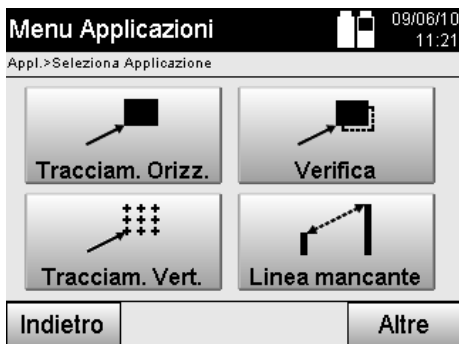 Menu Applicazioni
09/06/10
11:21
Appl.>Seleziona Applicazione
Tracciam. Orizz.
Verifica
Tracciam. Vert.
Linea mancante
Indietro
Altre